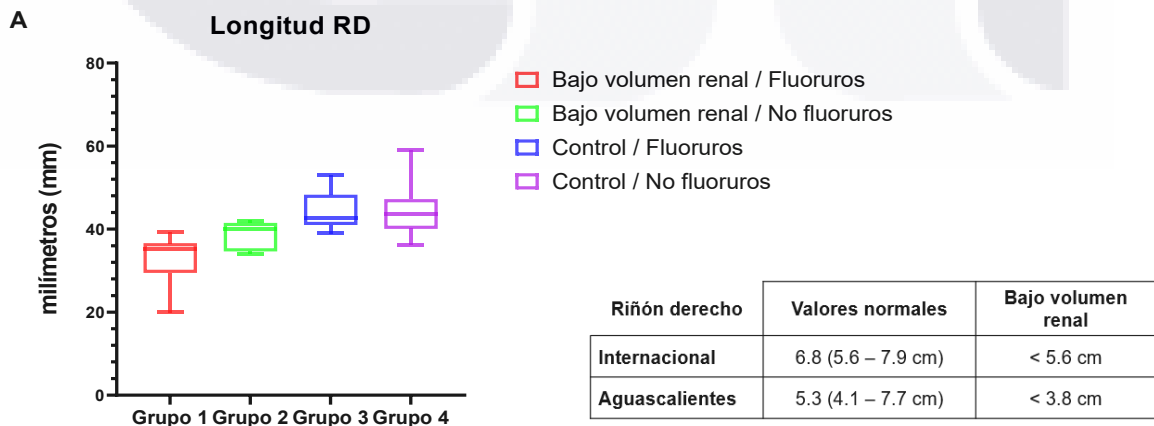 A
Longitud RD
80
60
40
20
0
milímetros (mm)
Grupo 1 Grupo 2 Grupo 3 Grupo 4
Bajo volumen renal / Fluoruros
Bajo volumen renal / No fluoruros
Control / Fluoruros
Control / No fluoruros
Riñón derecho Valores normales Bajo volumen renal
Internacional 6.8 (5.6 – 7.9 cm) < 5.6 cm
Aguascalientes 5.3 (4.1 – 7.7 cm) < 3.8 cm